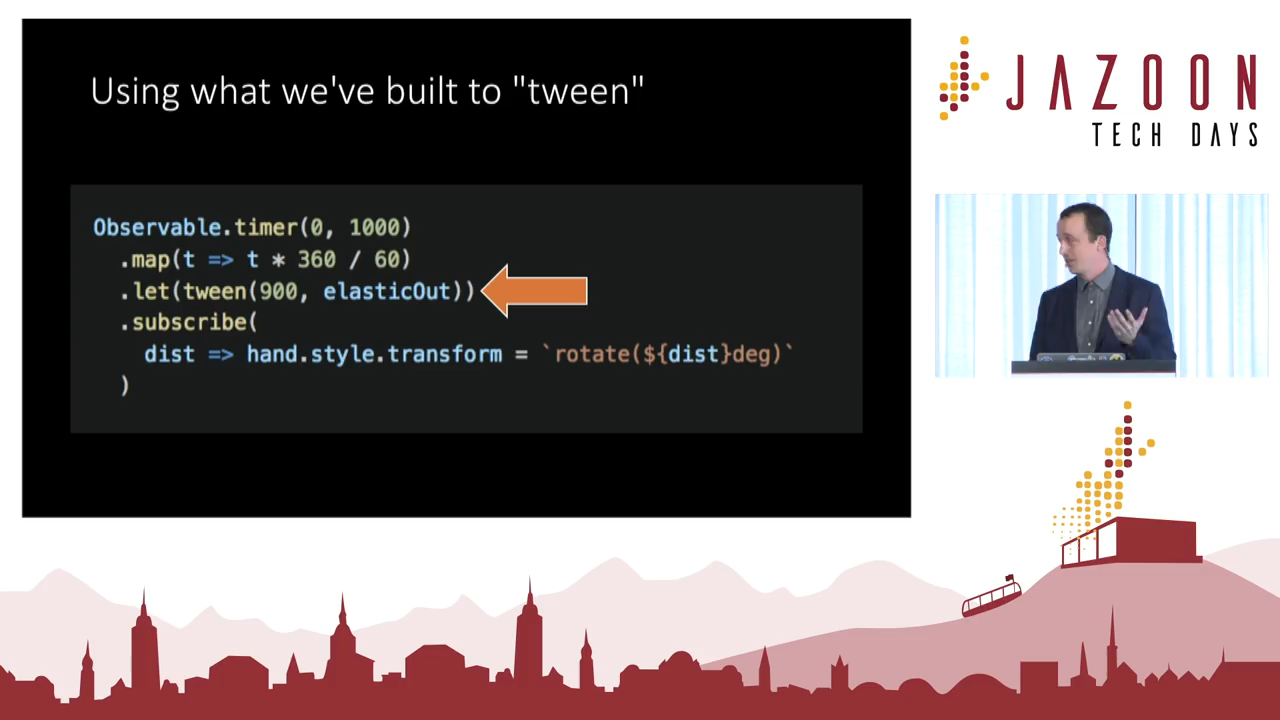 Using what we've built to "tween"
Observable.timer(0, 1000)
.map(t => t * 360 / 60)
.let(tween(900, elasticOut))
.subscribe(
dist => hand.style.transform = `rotate(${dist}deg)`
)
JAZOON
TECH DAYS